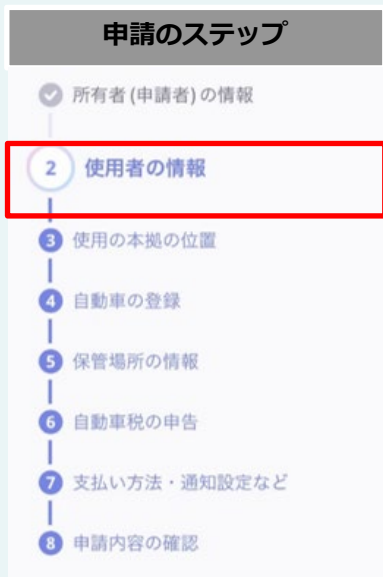 申請のステップ
所有者 (申請者) の情報
2 使用者の情報
3 使用の本拠の位置
4 自動車の登録
5 保管場所の情報
6 自動車税の申告
7 支払い方法・通知設定など
8 申請内容の確認